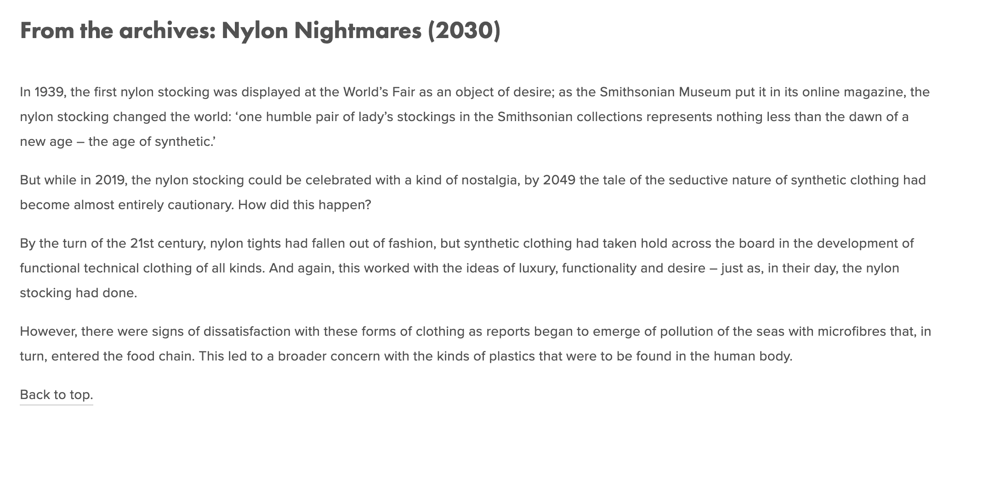 From the archives: Nylon Nightmares (2030)
In 1939, the first nylon stocking was displayed at the World’s Fair as an object of desire; as the Smithsonian Museum put it in its online magazine, the
nylon stocking changed the world: ‘one humble pair of lady’s stockings in the Smithsonian collections represents nothing less than the dawn of a
new age – the age of synthetic.’
But while in 2019, the nylon stocking could be celebrated with a kind of nostalgia, by 2049 the tale of the seductive nature of synthetic clothing had
become almost entirely cautionary. How did this happen?
By the turn of the 21st century, nylon tights had fallen out of fashion, but synthetic clothing had taken hold across the board in the development of
functional technical clothing of all kinds. And again, this worked with the ideas of luxury, functionality and desire – just as, in their day, the nylon
stocking had done.
However, there were signs of dissatisfaction with these forms of clothing as reports began to emerge of pollution of the seas with microfibres that, in
turn, entered the food chain. This led to a broader concern with the kinds of plastics that were to be found in the human body.
Back to top.